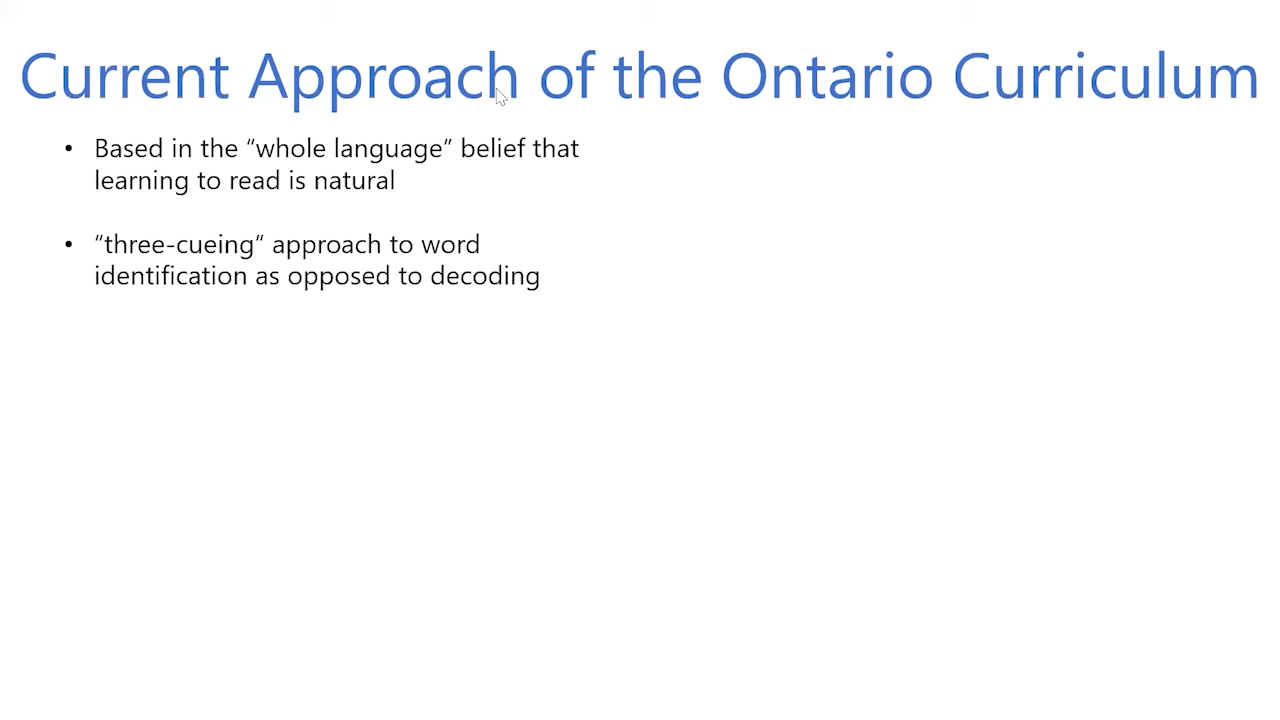 Current Approach of the Ontario Curriculum
• Based in the “whole language” belief that
learning to read is natural
• “three-cueing“ approach to word
identification as opposed to decoding